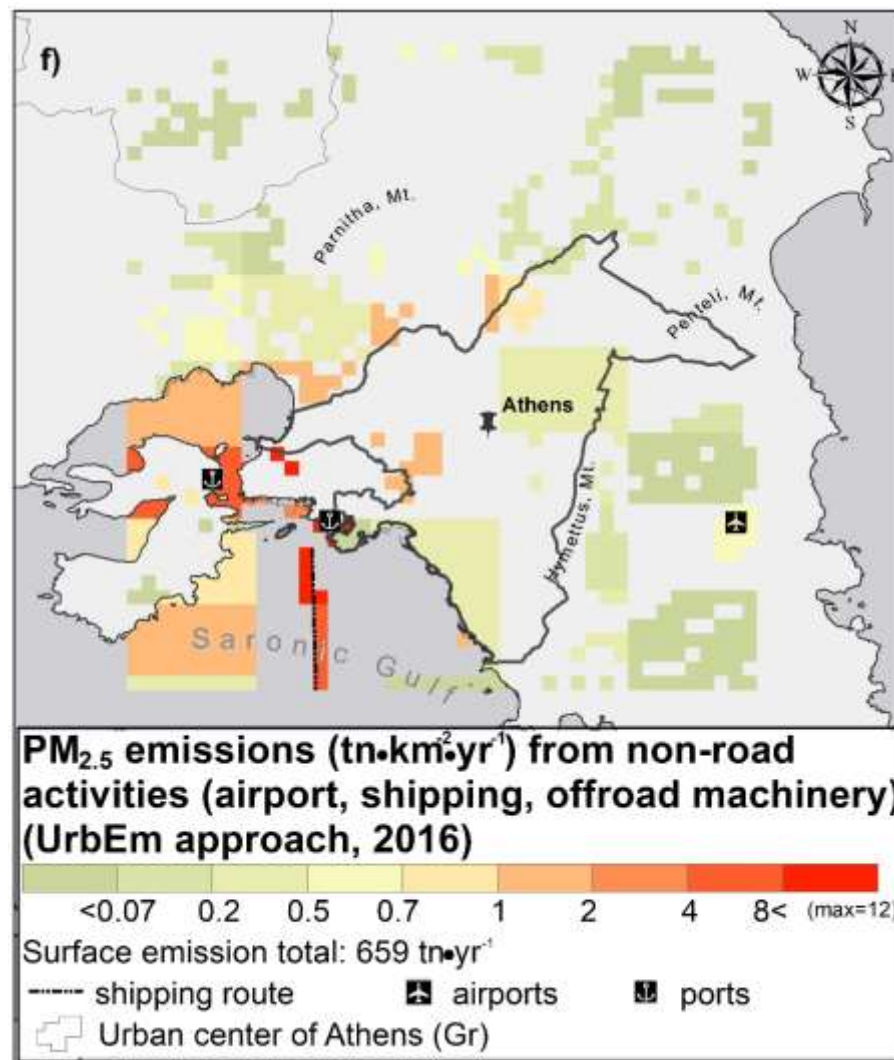 f)
N
W
E
S
Parnitha, Mt.
Penteli, Mt.
Athens
Hymettus, Mt.
Saronic Gulf
PM₂.₅ emissions (tn•km⁻²•yr⁻¹) from non-road
activities (airport, shipping, offroad machinery)
(UrbEm approach, 2016)
<0.07 0.2 0.5 0.7 1 2 4 8< (max=12)
Surface emission total: 659 tn•yr⁻¹
shipping route airports ports
Urban center of Athens (Gr)